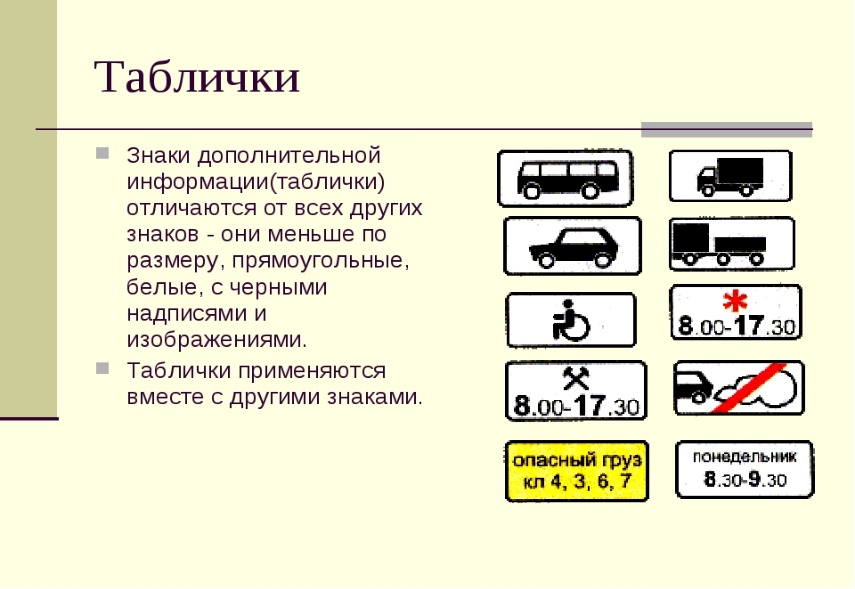 Таблички
Знаки дополнительной
информации(таблички)
отличаются от всех других
знаков - они меньше по
размеру, прямоугольные,
белые, с черными
надписями и
изображениями.
Таблички применяются
вместе с другими знаками.
8.00-17.30
8.00-17.30
опасный груз
кл 4, 3, 6, 7
понедельник
8.30-9.30